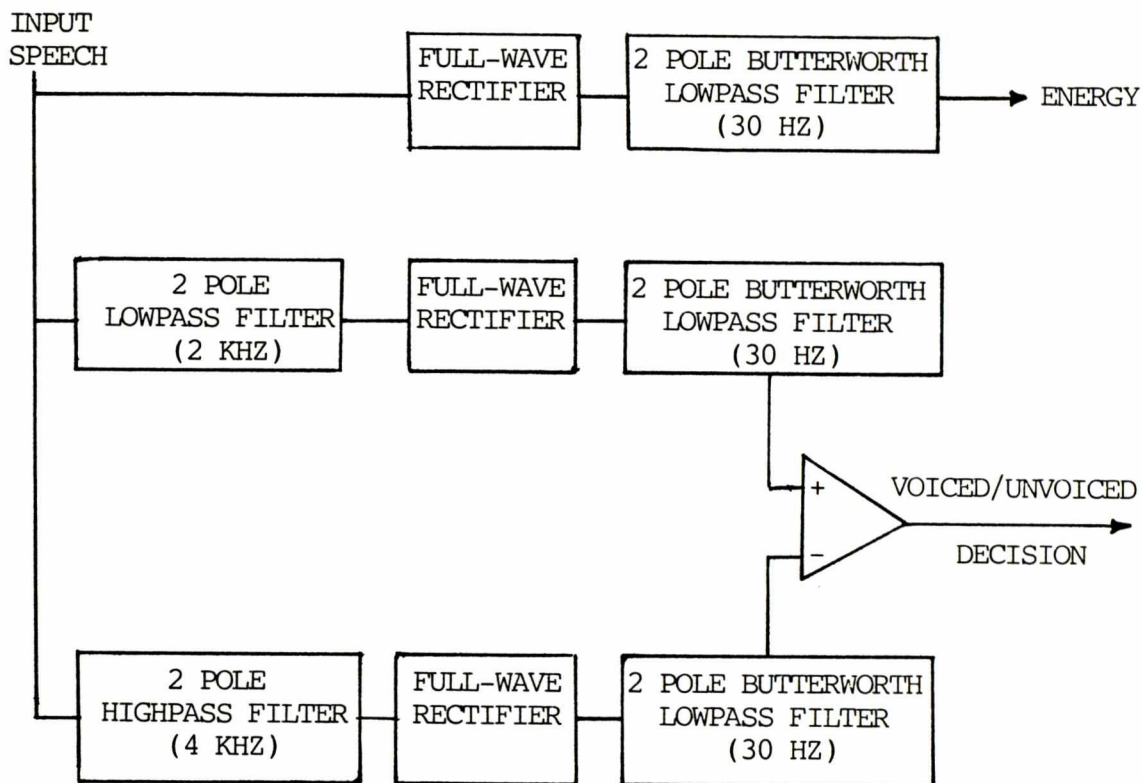 INPUT
SPEECH
FULL-WAVE
RECTIFIER
2 POLE BUTTERWORTH
LOWPASS FILTER
(30 HZ)
ENERGY
2 POLE
LOWPASS FILTER
(2 KHZ)
FULL-WAVE
RECTIFIER
2 POLE BUTTERWORTH
LOWPASS FILTER
(30 HZ)
+
−
VOICED/UNVOICED
DECISION
2 POLE
HIGHPASS FILTER
(4 KHZ)
FULL-WAVE
RECTIFIER
2 POLE BUTTERWORTH
LOWPASS FILTER
(30 HZ)